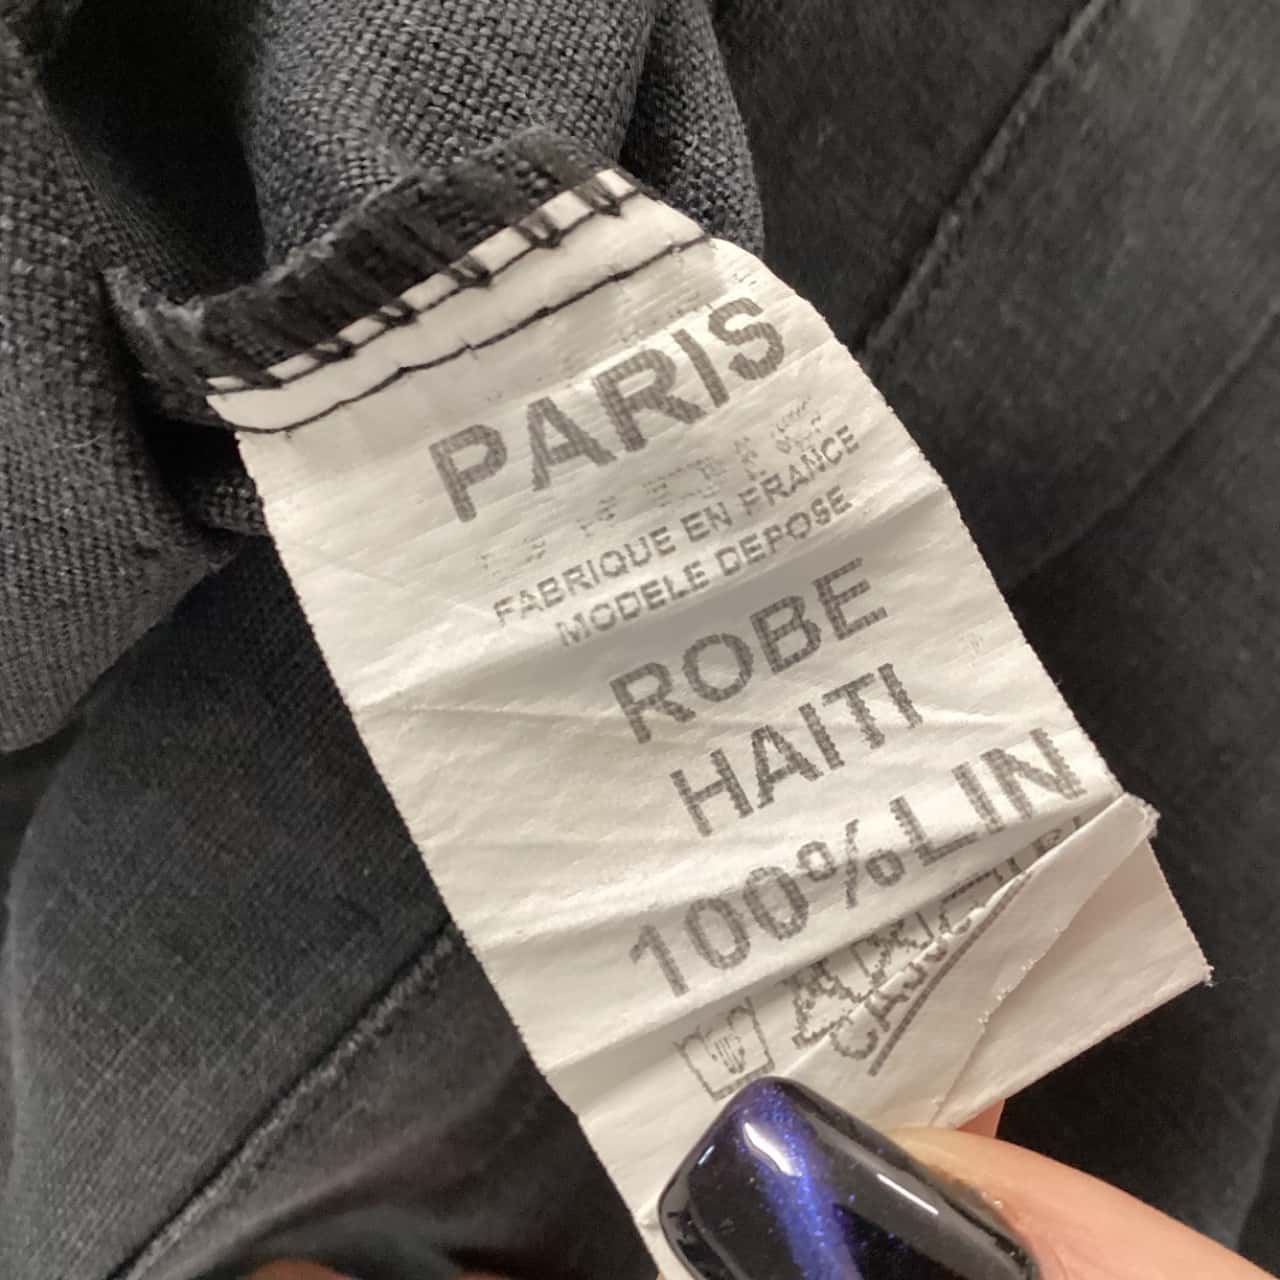 PARIS
FABRIQUE EN FRANCE
MODELE DEPOSE
ROBE
HAITI
100% LIN